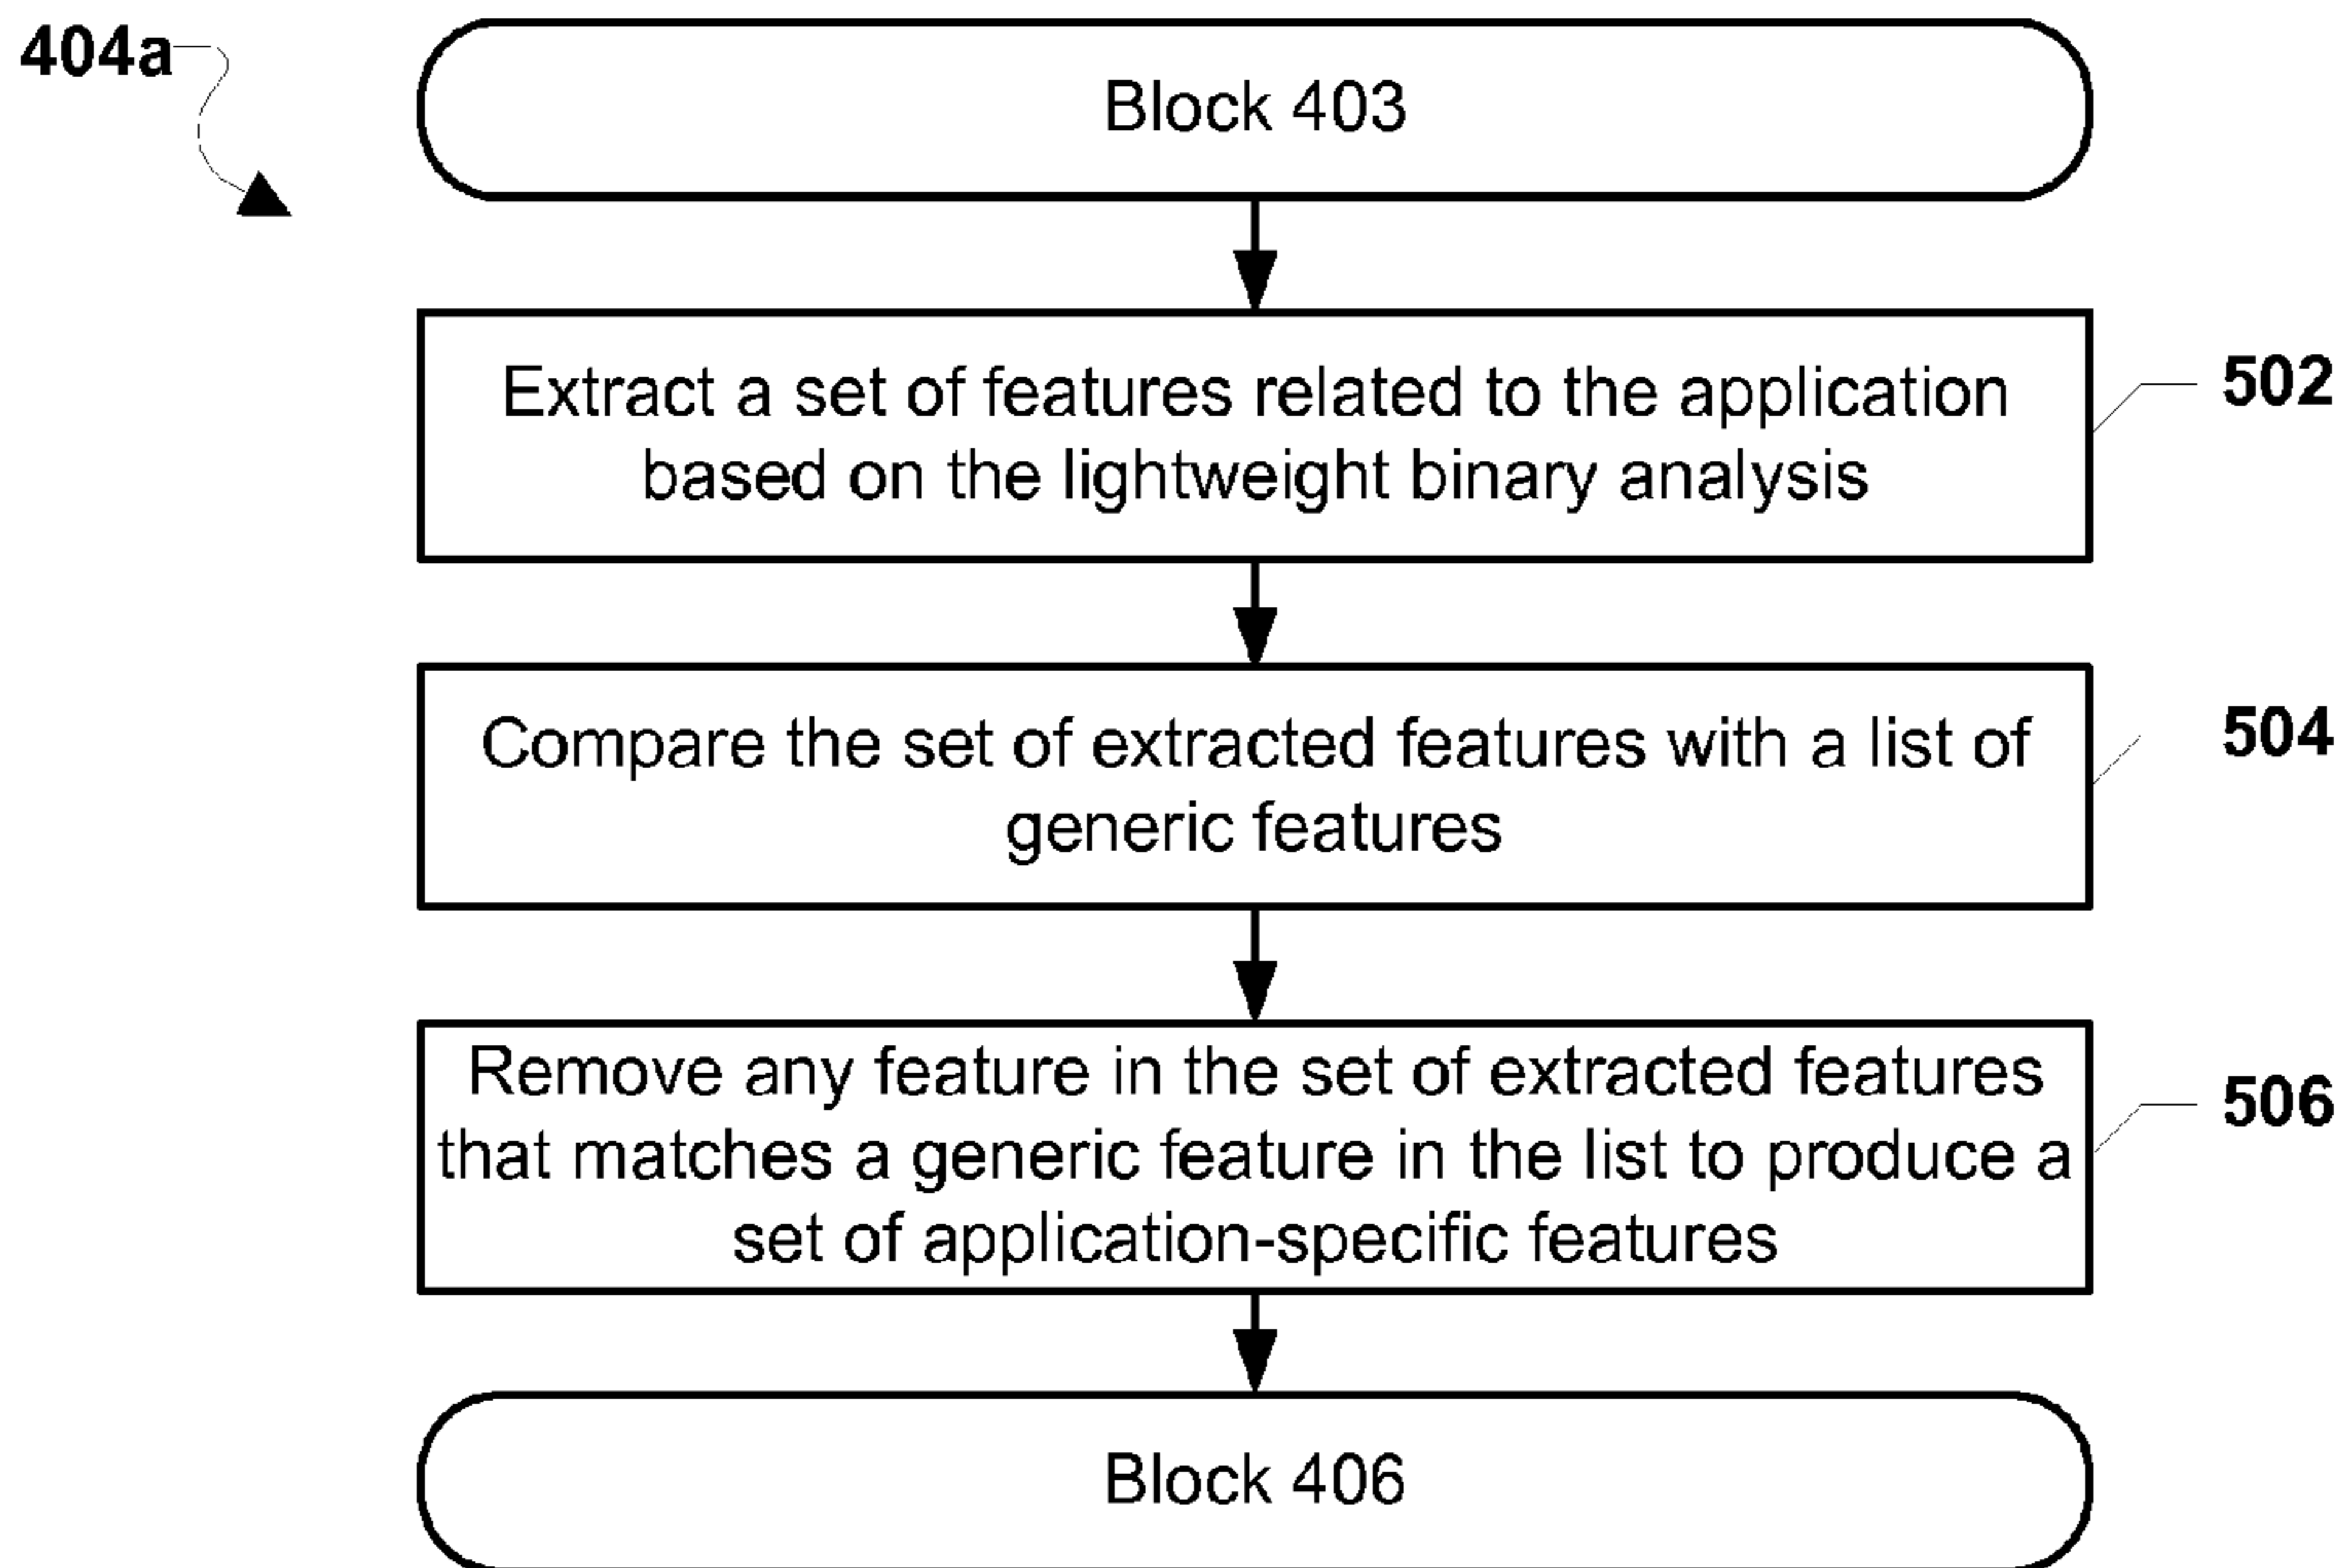 404a
Block 403
Extract a set of features related to the application
based on the lightweight binary analysis
502
Compare the set of extracted features with a list of
generic features
504
Remove any feature in the set of extracted features
that matches a generic feature in the list to produce a
set of application-specific features
506
Block 406